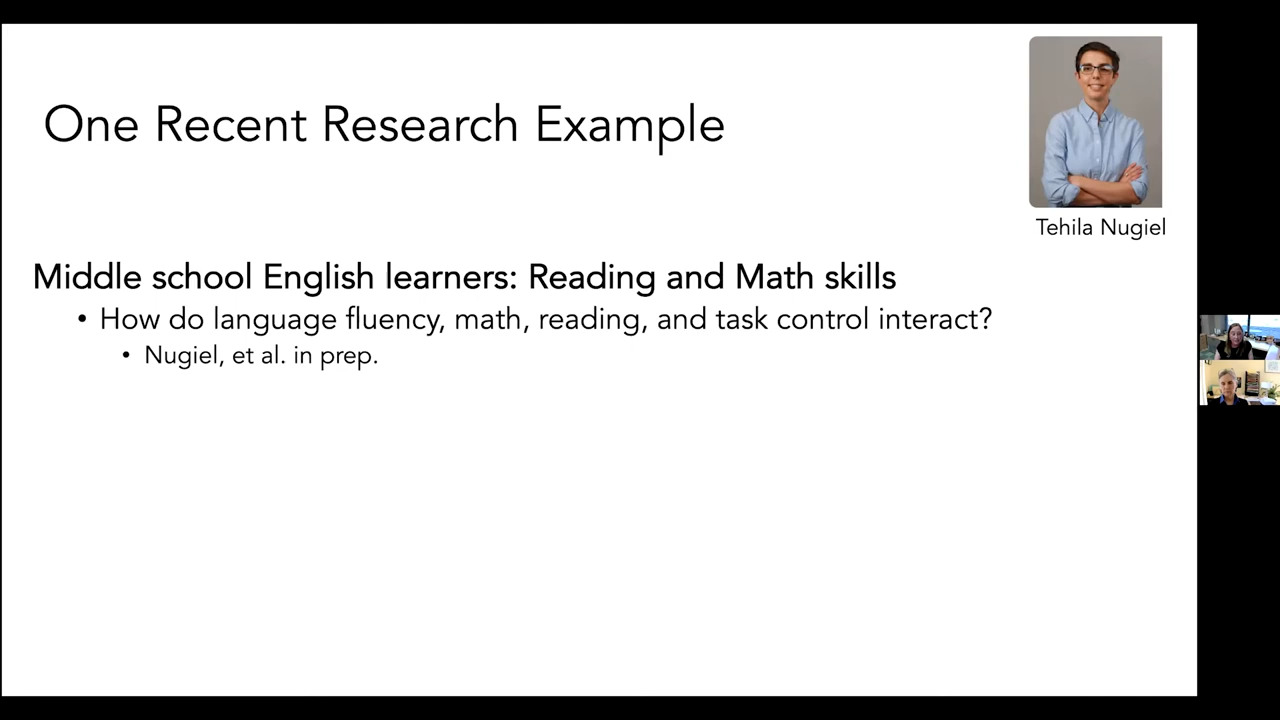 One Recent Research Example
Tehila Nugiel
Middle school English learners: Reading and Math skills
• How do language fluency, math, reading, and task control interact?
• Nugiel, et al. in prep.